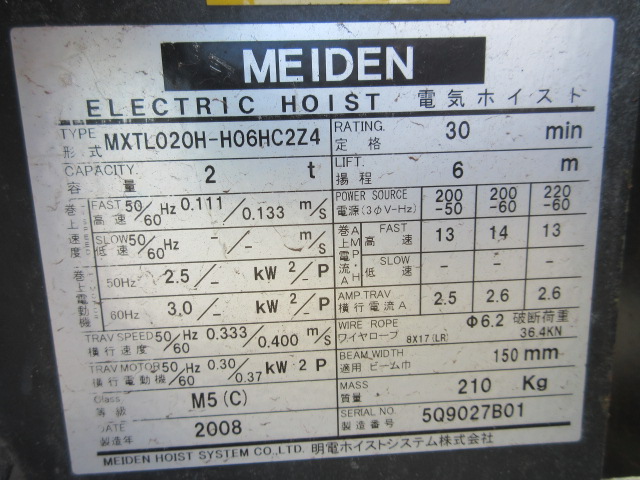 MEIDEN
ELECTRIC HOIST 電気ホイスト
TYPE 形式 MXTL020H-H06HC2Z4
RATING. 定格 30 min
CAPACITY. 容量 2 t
LIFT. 揚程 6 m
巻上速度 FAST 高速 50/60 Hz 0.111/0.133 m/S
SLOW 低速 50/60 Hz -/- m/S
POWER SOURCE 電源(3φV-Hz) 200-50 200-60 220-60
巻上電流・A AMP・H FAST 高速 13 14 13
SLOW 低速 - - -
巻上電動機 50Hz 2.5/- kW 2/- P
60Hz 3.0/- kW 2/- P
AMP TRAV 横行電流 A 2.5 2.6 2.6
TRAV SPEED 横行速度 50/60 Hz 0.333/0.400 m/S
WIRE ROPE ワイヤロープ 8X17(LR) Φ6.2 破断荷重 36.4KN
TRAV MOTOR 横行電動機 50/60 Hz 0.30/0.37 kW 2 P
BEAM WIDTH 適用ビーム巾 150 mm
Class 等級 M5(C)
MASS 質量 210 Kg
DATE 製造年 2008
SERIAL NO. 製造番号 5Q9027B01
MEIDEN HOIST SYSTEM CO.,LTD. 明電ホイストシステム株式会社